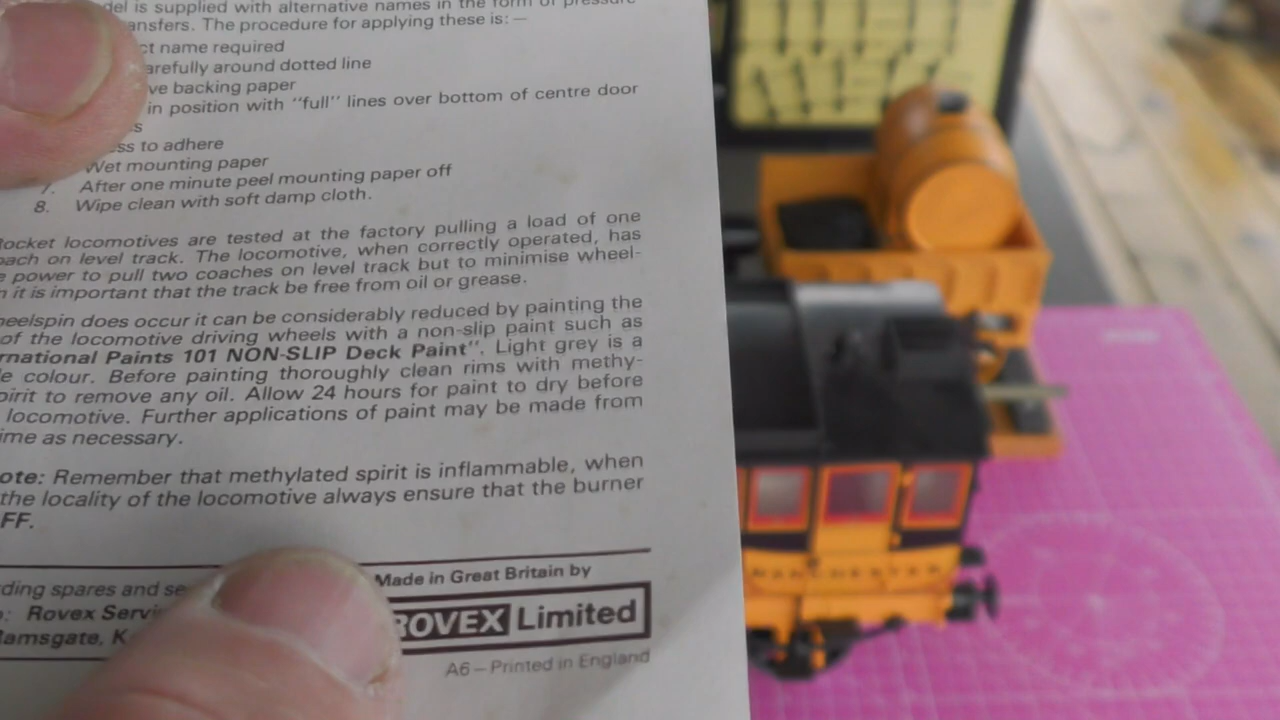 del is supplied with alternative names in the form of pressure
ansfers. The procedure for applying these is:—
ct name required
arefully around dotted line
ve backing paper
in position with "full" lines over bottom of centre door
s
ss to adhere
Wet mounting paper
7. After one minute peel mounting paper off
8. Wipe clean with soft damp cloth.
Rocket locomotives are tested at the factory pulling a load of one
oach on level track. The locomotive, when correctly operated, has
e power to pull two coaches on level track but to minimise wheel-
n it is important that the track be free from oil or grease.
eelspin does occur it can be considerably reduced by painting the
of the locomotive driving wheels with a non-slip paint such as
rnational Paints 101 NON-SLIP Deck Paint". Light grey is a
le colour. Before painting thoroughly clean rims with methy-
pirit to remove any oil. Allow 24 hours for paint to dry before
locomotive. Further applications of paint may be made from
ime as necessary.
ote: Remember that methylated spirit is inflammable, when
the locality of the locomotive always ensure that the burner
FF.
ding spares and se
o: Rovex Servi
Ramsgate, K
Made in Great Britain by
ROVEX Limited
A6 – Printed in England
MANCHESTER